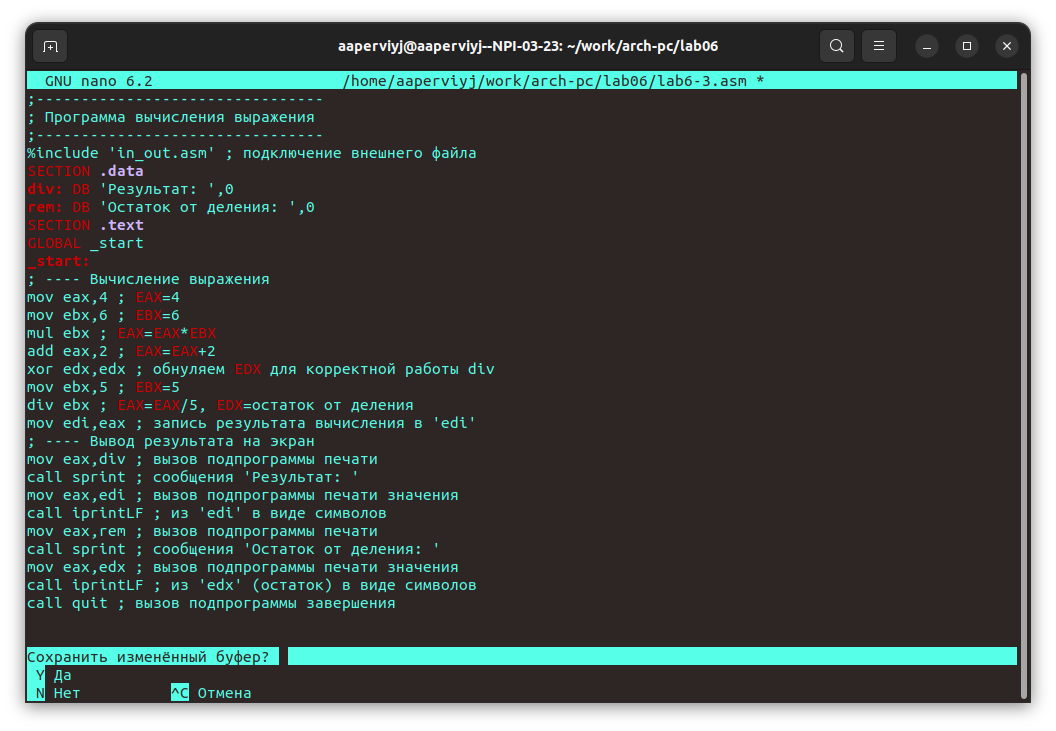 aaperviyj@aaperviyj--NPI-03-23: ~/work/arch-pc/lab06
GNU nano 6.2 /home/aaperviyj/work/arch-pc/lab06/lab6-3.asm *
;--------------------------------
; Программа вычисления выражения
;--------------------------------
%include 'in_out.asm' ; подключение внешнего файла
SECTION .data
div: DB 'Результат: ',0
rem: DB 'Остаток от деления: ',0
SECTION .text
GLOBAL _start
_start:
; ---- Вычисление выражения
mov eax,4 ; EAX=4
mov ebx,6 ; EBX=6
mul ebx ; EAX=EAX*EBX
add eax,2 ; EAX=EAX+2
xor edx,edx ; обнуляем EDX для корректной работы div
mov ebx,5 ; EBX=5
div ebx ; EAX=EAX/5, EDX=остаток от деления
mov edi,eax ; запись результата вычисления в 'edi'
; ---- Вывод результата на экран
mov eax,div ; вызов подпрограммы печати
call sprint ; сообщения 'Результат: '
mov eax,edi ; вызов подпрограммы печати значения
call iprintLF ; из 'edi' в виде символов
mov eax,rem ; вызов подпрограммы печати
call sprint ; сообщения 'Остаток от деления: '
mov eax,edx ; вызов подпрограммы печати значения
call iprintLF ; из 'edx' (остаток) в виде символов
call quit ; вызов подпрограммы завершения
Сохранить изменённый буфер?
Y Да
N Нет ^C Отмена